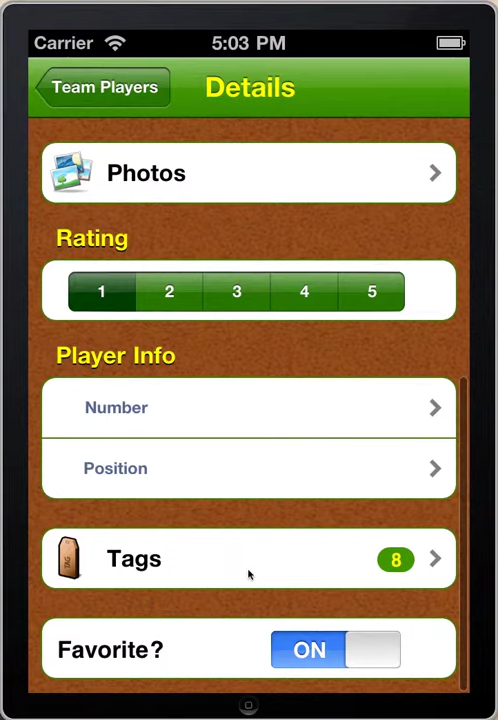 Carrier 5:03 PM
Team Players Details
Photos
Rating
1 2 3 4 5
Player Info
Number
Position
TAG Tags 8
Favorite? ON